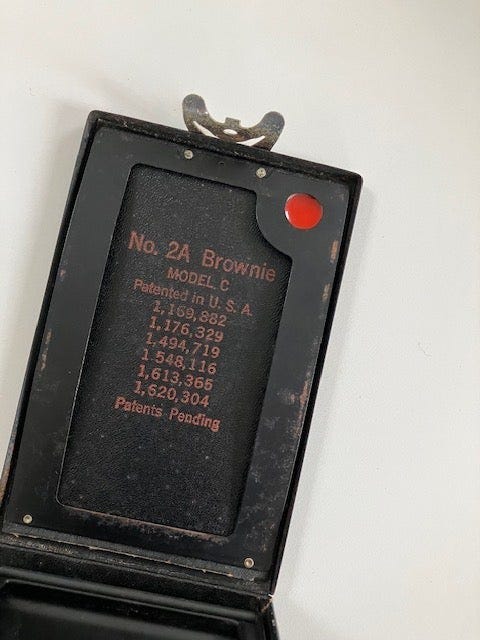 No. 2A Brownie
MODEL C
Patented in U. S. A.
1,169,882
1,176,329
1.494,719
1 548,116
1,613,365
1,620,304
Patents Pending